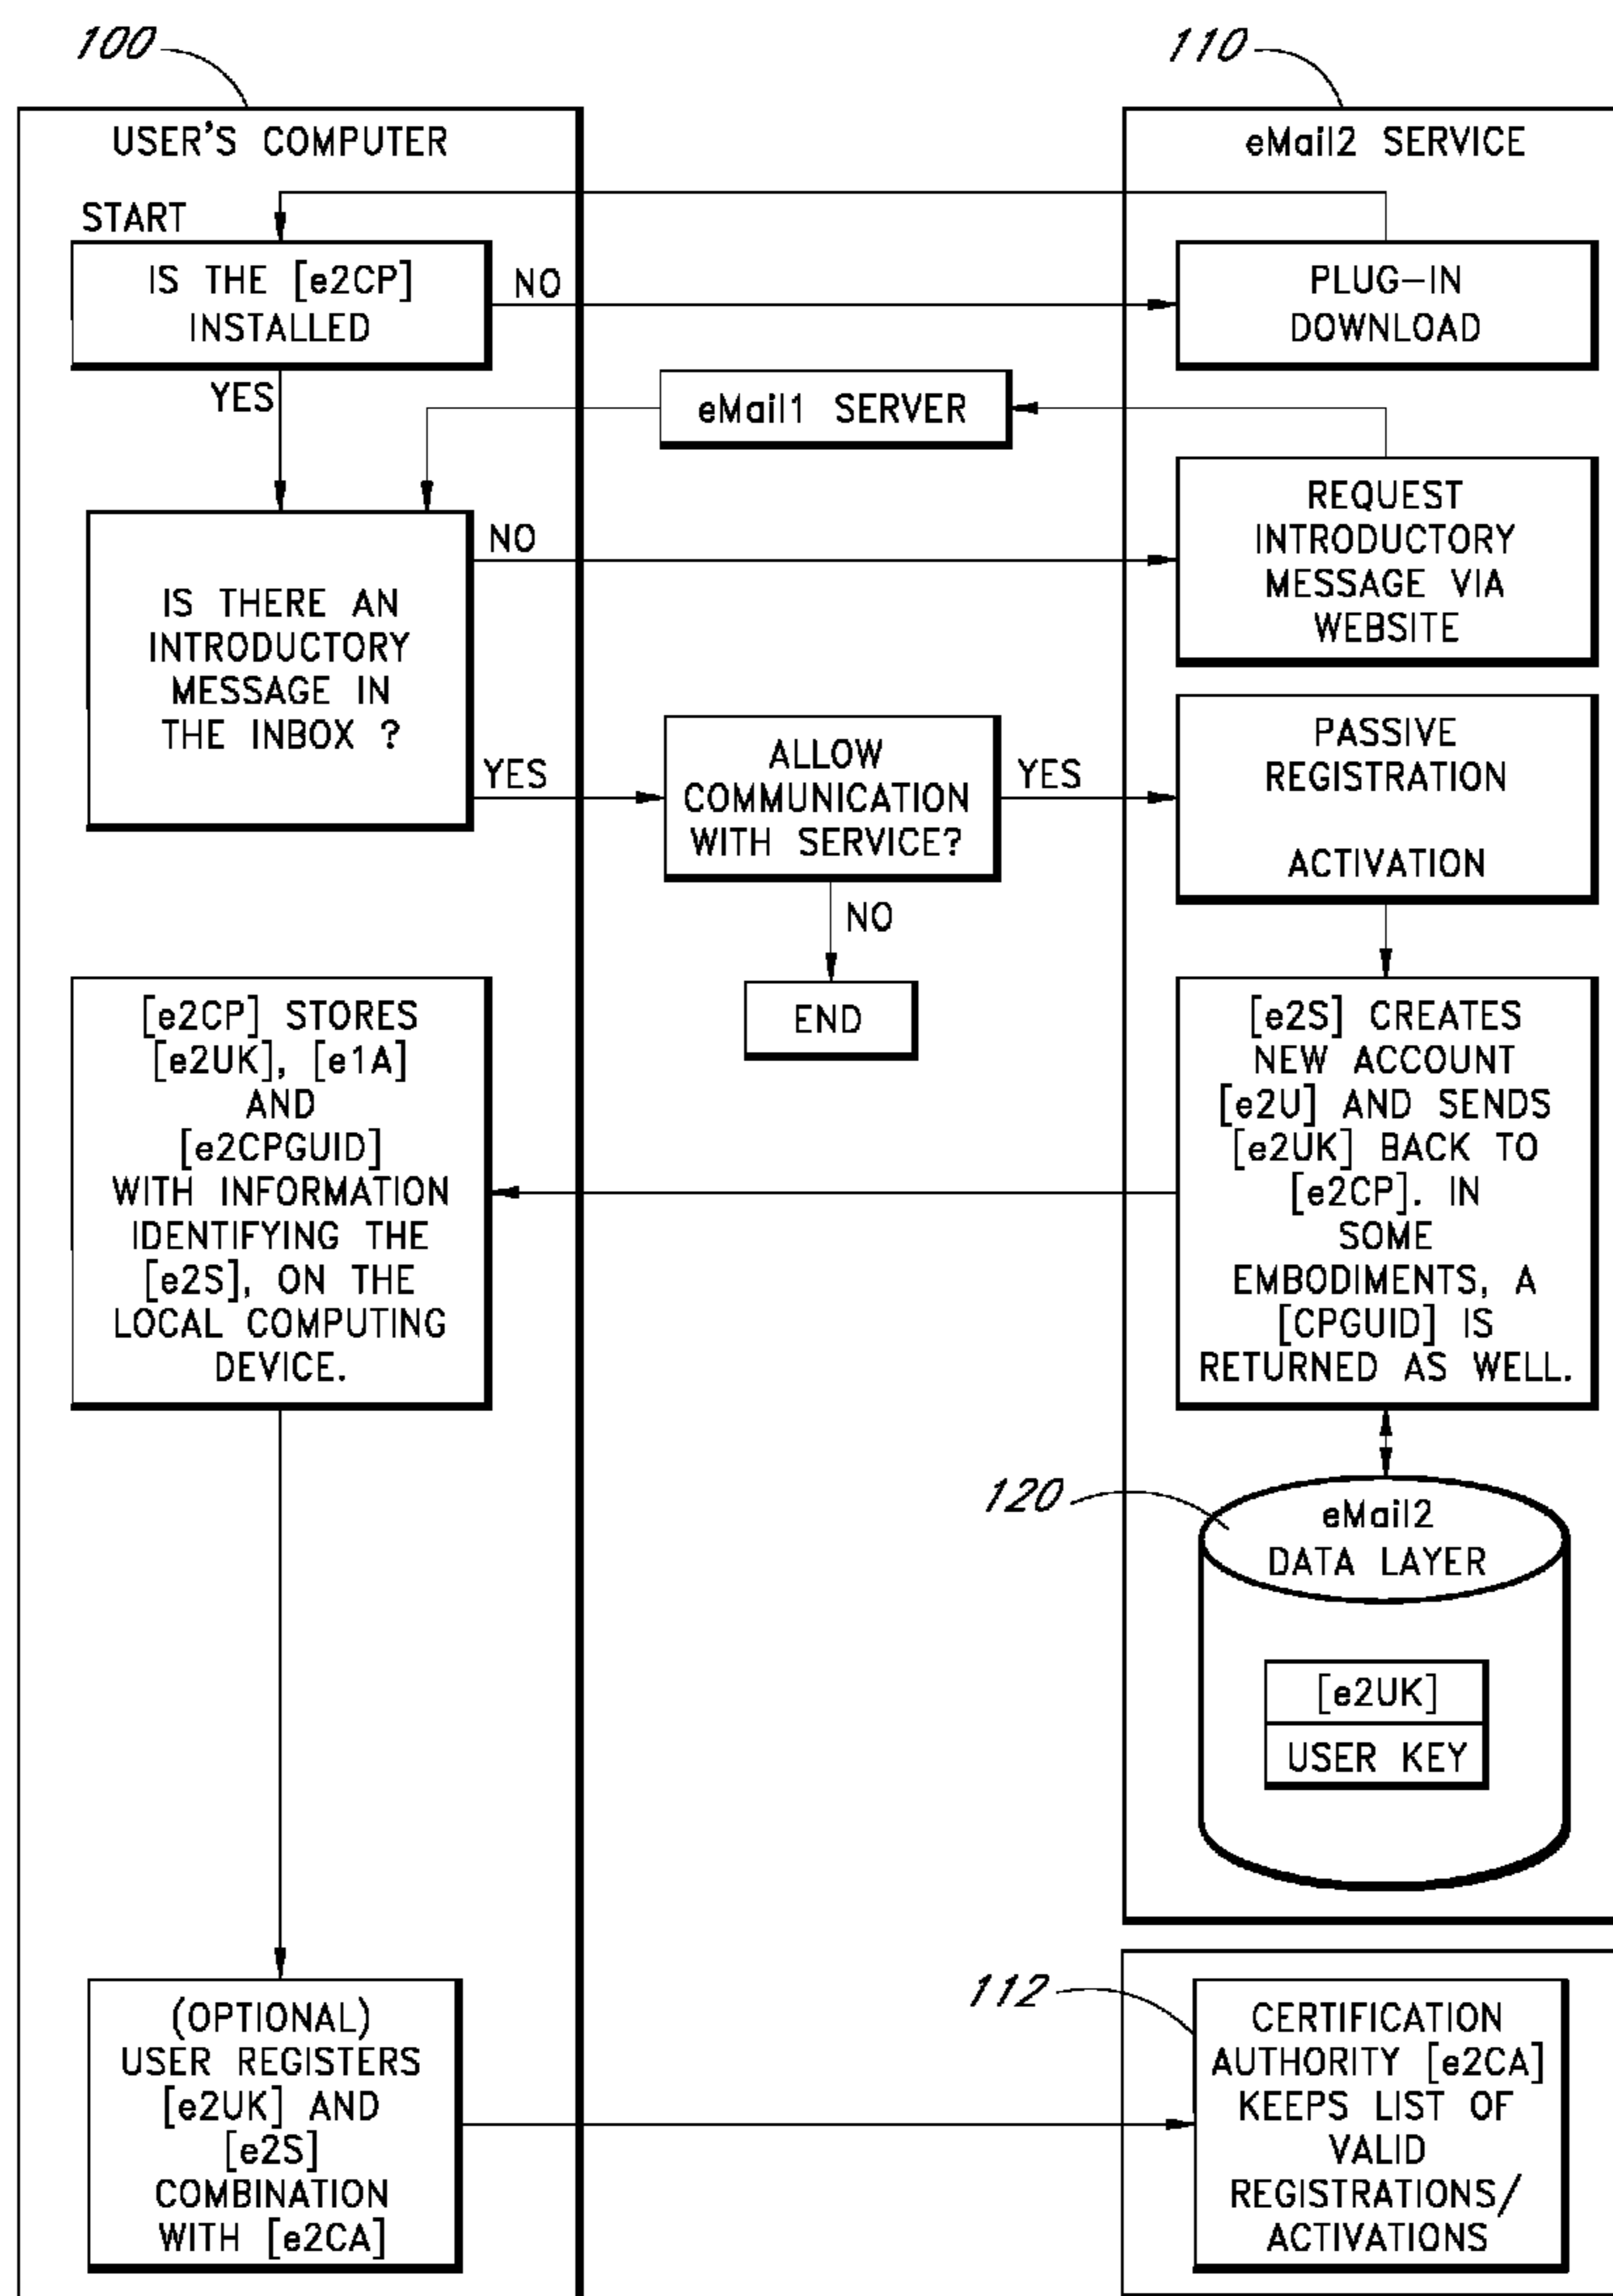 100
110
USER'S COMPUTER
eMail2 SERVICE
START
IS THE [e2CP]
INSTALLED
NO
PLUG-IN
DOWNLOAD
YES
eMail1 SERVER
REQUEST
INTRODUCTORY
MESSAGE VIA
WEBSITE
NO
IS THERE AN
INTRODUCTORY
MESSAGE IN
THE INBOX ?
YES
ALLOW
COMMUNICATION
WITH SERVICE?
YES
PASSIVE
REGISTRATION
ACTIVATION
NO
END
[e2CP] STORES
[e2UK], [e1A]
AND
[e2CPGUID]
WITH INFORMATION
IDENTIFYING THE
[e2S], ON THE
LOCAL COMPUTING
DEVICE.
[e2S] CREATES
NEW ACCOUNT
[e2U] AND SENDS
[e2UK] BACK TO
[e2CP]. IN
SOME
EMBODIMENTS, A
[CPGUID] IS
RETURNED AS WELL.
120
eMail2
DATA LAYER
[e2UK]
USER KEY
112
(OPTIONAL)
USER REGISTERS
[e2UK] AND
[e2S]
COMBINATION
WITH [e2CA]
CERTIFICATION
AUTHORITY [e2CA]
KEEPS LIST OF
VALID
REGISTRATIONS/
ACTIVATIONS